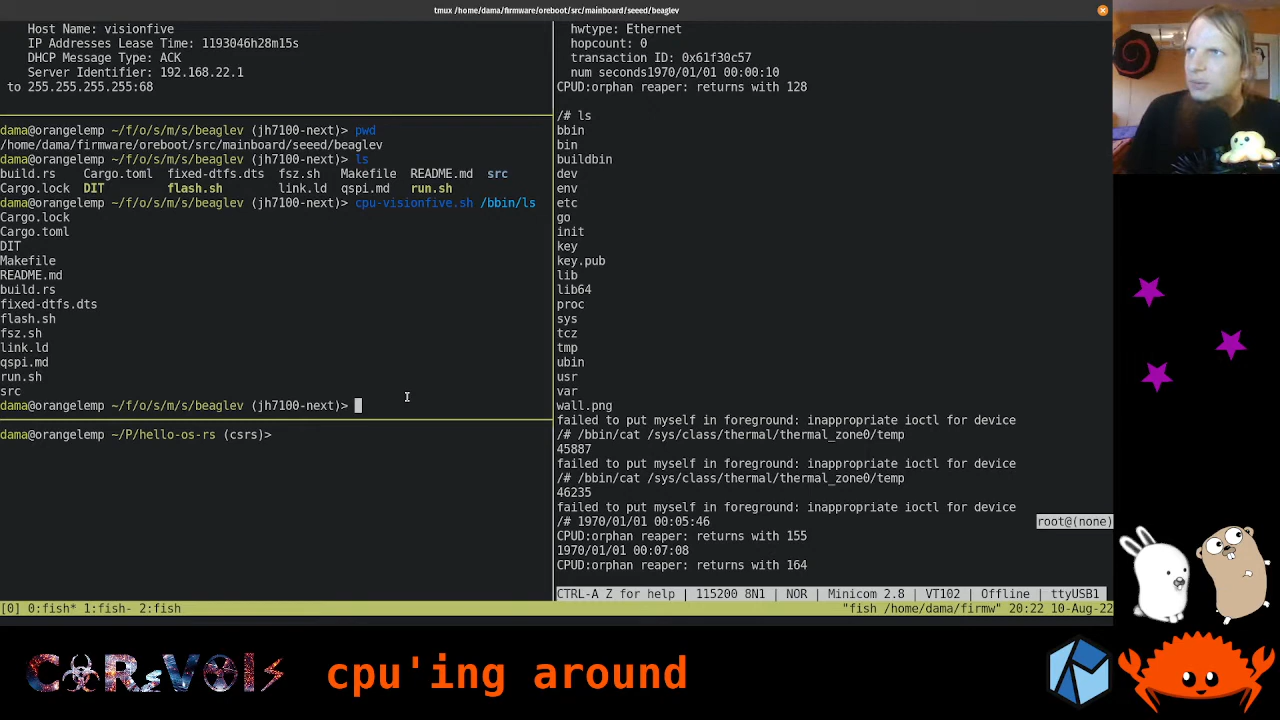 tmux /home/dama/firmware/oreboot/src/mainboard/seeed/beaglev
Host Name: visionfive
IP Addresses Lease Time: 1193046h28m15s
DHCP Message Type: ACK
Server Identifier: 192.168.22.1
to 255.255.255.255:68
dama@orangelemp ~/f/o/s/m/s/beaglev (jh7100-next)> pwd
/home/dama/firmware/oreboot/src/mainboard/seeed/beaglev
dama@orangelemp ~/f/o/s/m/s/beaglev (jh7100-next)> ls
build.rs Cargo.toml fixed-dtfs.dts fsz.sh Makefile README.md src
Cargo.lock DIT flash.sh link.ld qspi.md run.sh
dama@orangelemp ~/f/o/s/m/s/beaglev (jh7100-next)> cpu-visionfive.sh /bbin/ls
Cargo.lock
Cargo.toml
DIT
Makefile
README.md
build.rs
fixed-dtfs.dts
flash.sh
fsz.sh
link.ld
qspi.md
run.sh
src
dama@orangelemp ~/f/o/s/m/s/beaglev (jh7100-next)>
dama@orangelemp ~/P/hello-os-rs (csrs)>
hwtype: Ethernet
hopcount: 0
transaction ID: 0x61f30c57
num seconds1970/01/01 00:00:10
CPUD:orphan reaper: returns with 128
/# ls
bbin
bin
buildbin
dev
env
etc
go
init
key
key.pub
lib
lib64
proc
sys
tcz
tmp
ubin
usr
var
wall.png
failed to put myself in foreground: inappropriate ioctl for device
/# /bbin/cat /sys/class/thermal/thermal_zone0/temp
45887
failed to put myself in foreground: inappropriate ioctl for device
/# /bbin/cat /sys/class/thermal/thermal_zone0/temp
46235
failed to put myself in foreground: inappropriate ioctl for device
/# 1970/01/01 00:05:46 root@(none)
CPUD:orphan reaper: returns with 155
1970/01/01 00:07:08
CPUD:orphan reaper: returns with 164
CTRL-A Z for help | 115200 8N1 | NOR | Minicom 2.8 | VT102 | Offline | ttyUSB1
[0] 0:fish* 1:fish- 2:fish "fish /home/dama/firmw" 20:22 10-Aug-22
cpu'ing around